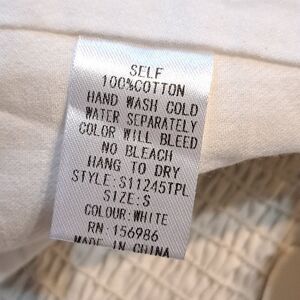 SELF
100%COTTON
HAND WASH COLD
WATER SEPARATELY
COLOR WILL BLEED
NO BLEACH
HANG TO DRY
STYLE:S11245TPL
SIZE:S
COLOUR:WHITE
RN:156986
MADE IN CHINA